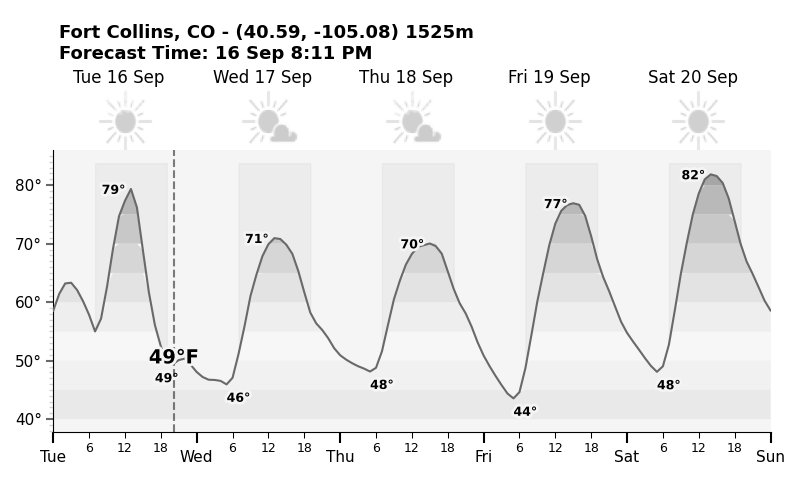 Fort Collins, CO - (40.59, -105.08) 1525m
Forecast Time: 16 Sep 8:11 PM
Tue 16 Sep Wed 17 Sep Thu 18 Sep Fri 19 Sep Sat 20 Sep
82°
80°
79°
77°
71°
70°
70°
60°
50°
49°F
49°
48°
48°
46°
44°
40°
6 12 18 6 12 18 6 12 18 6 12 18 6 12 18
Tue Wed Thu Fri Sat Sun